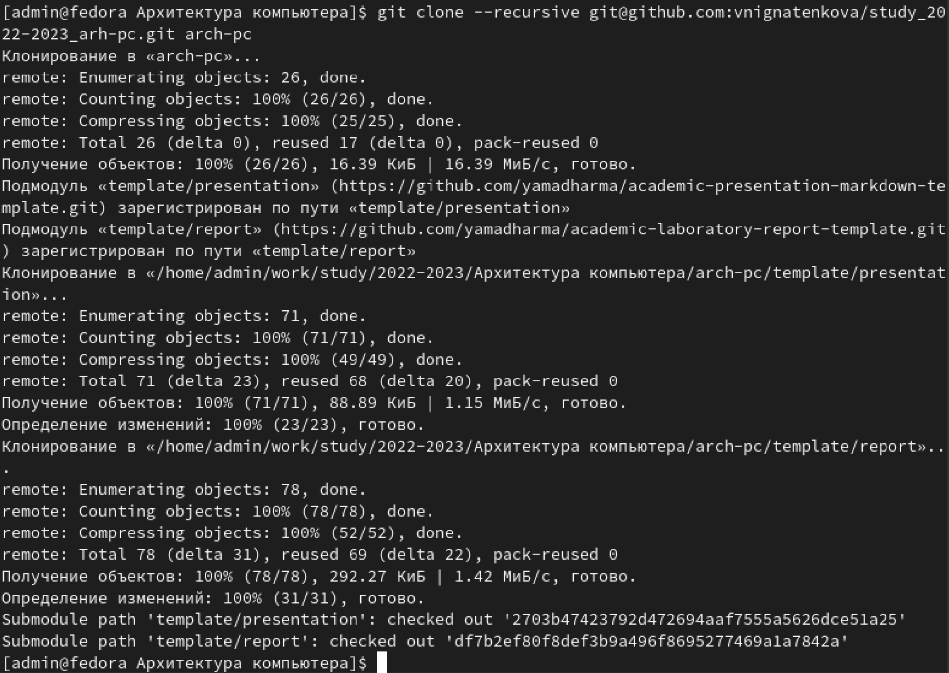 [admin@fedora Архитектура компьютера]$ git clone --recursive git@github.com:vnignatenkova/study_20
22-2023_arh-pc.git arch-pc
Клонирование в «arch-pc»...
remote: Enumerating objects: 26, done.
remote: Counting objects: 100% (26/26), done.
remote: Compressing objects: 100% (25/25), done.
remote: Total 26 (delta 0), reused 17 (delta 0), pack-reused 0
Получение объектов: 100% (26/26), 16.39 КиБ | 16.39 МиБ/с, готово.
Подмодуль «template/presentation» (https://github.com/yamadharma/academic-presentation-markdown-te
mplate.git) зарегистрирован по пути «template/presentation»
Подмодуль «template/report» (https://github.com/yamadharma/academic-laboratory-report-template.git
) зарегистрирован по пути «template/report»
Клонирование в «/home/admin/work/study/2022-2023/Архитектура компьютера/arch-pc/template/presentat
ion»...
remote: Enumerating objects: 71, done.
remote: Counting objects: 100% (71/71), done.
remote: Compressing objects: 100% (49/49), done.
remote: Total 71 (delta 23), reused 68 (delta 20), pack-reused 0
Получение объектов: 100% (71/71), 88.89 КиБ | 1.15 МиБ/с, готово.
Определение изменений: 100% (23/23), готово.
Клонирование в «/home/admin/work/study/2022-2023/Архитектура компьютера/arch-pc/template/report»..
.
remote: Enumerating objects: 78, done.
remote: Counting objects: 100% (78/78), done.
remote: Compressing objects: 100% (52/52), done.
remote: Total 78 (delta 31), reused 69 (delta 22), pack-reused 0
Получение объектов: 100% (78/78), 292.27 КиБ | 1.42 МиБ/с, готово.
Определение изменений: 100% (31/31), готово.
Submodule path 'template/presentation': checked out '2703b47423792d472694aaf7555a5626dce51a25'
Submodule path 'template/report': checked out 'df7b2ef80f8def3b9a496f8695277469a1a7842a'
[admin@fedora Архитектура компьютера]$